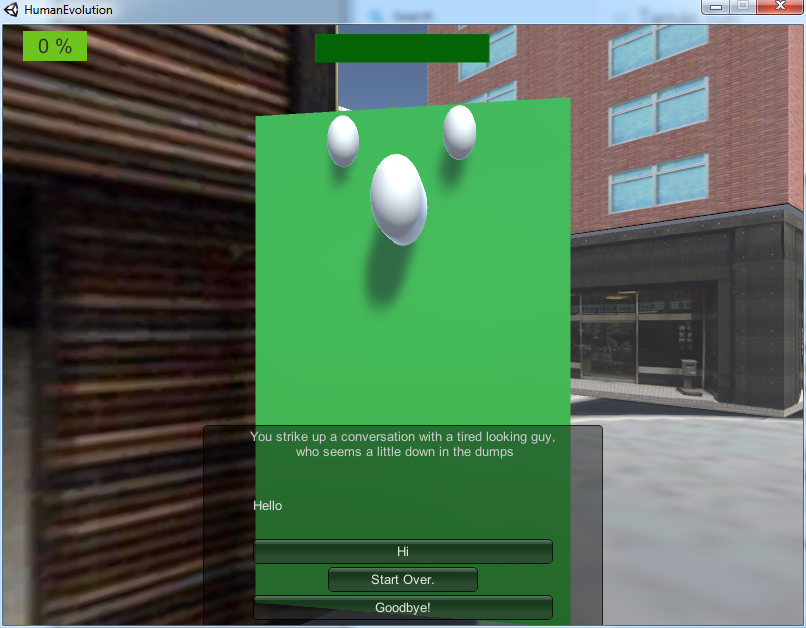 HumanEvolution
0 %
You strike up a conversation with a tired looking guy,
who seems a little down in the dumps
Hello
Hi
Start Over.
Goodbye!